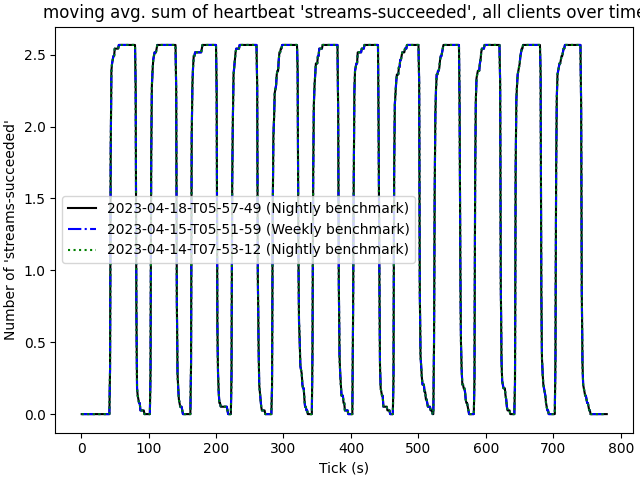 moving avg. sum of heartbeat 'streams-succeeded', all clients over time
Number of 'streams-succeeded'
2.5
2.0
1.5
1.0
0.5
0.0
2023-04-18-T05-57-49 (Nightly benchmark)
2023-04-15-T05-51-59 (Weekly benchmark)
2023-04-14-T07-53-12 (Nightly benchmark)
0 100 200 300 400 500 600 700 800
Tick (s)